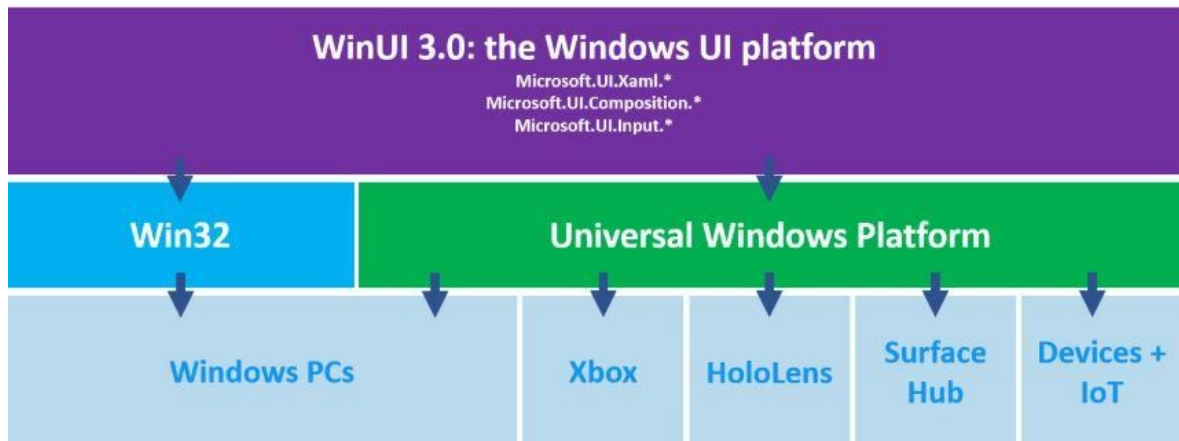 WinUI 3.0: the Windows UI platform
Microsoft.UI.Xaml.*
Microsoft.UI.Composition.*
Microsoft.UI.Input.*
Win32
Universal Windows Platform
Windows PCs
Xbox
HoloLens
Surface
Hub
Devices +
IoT